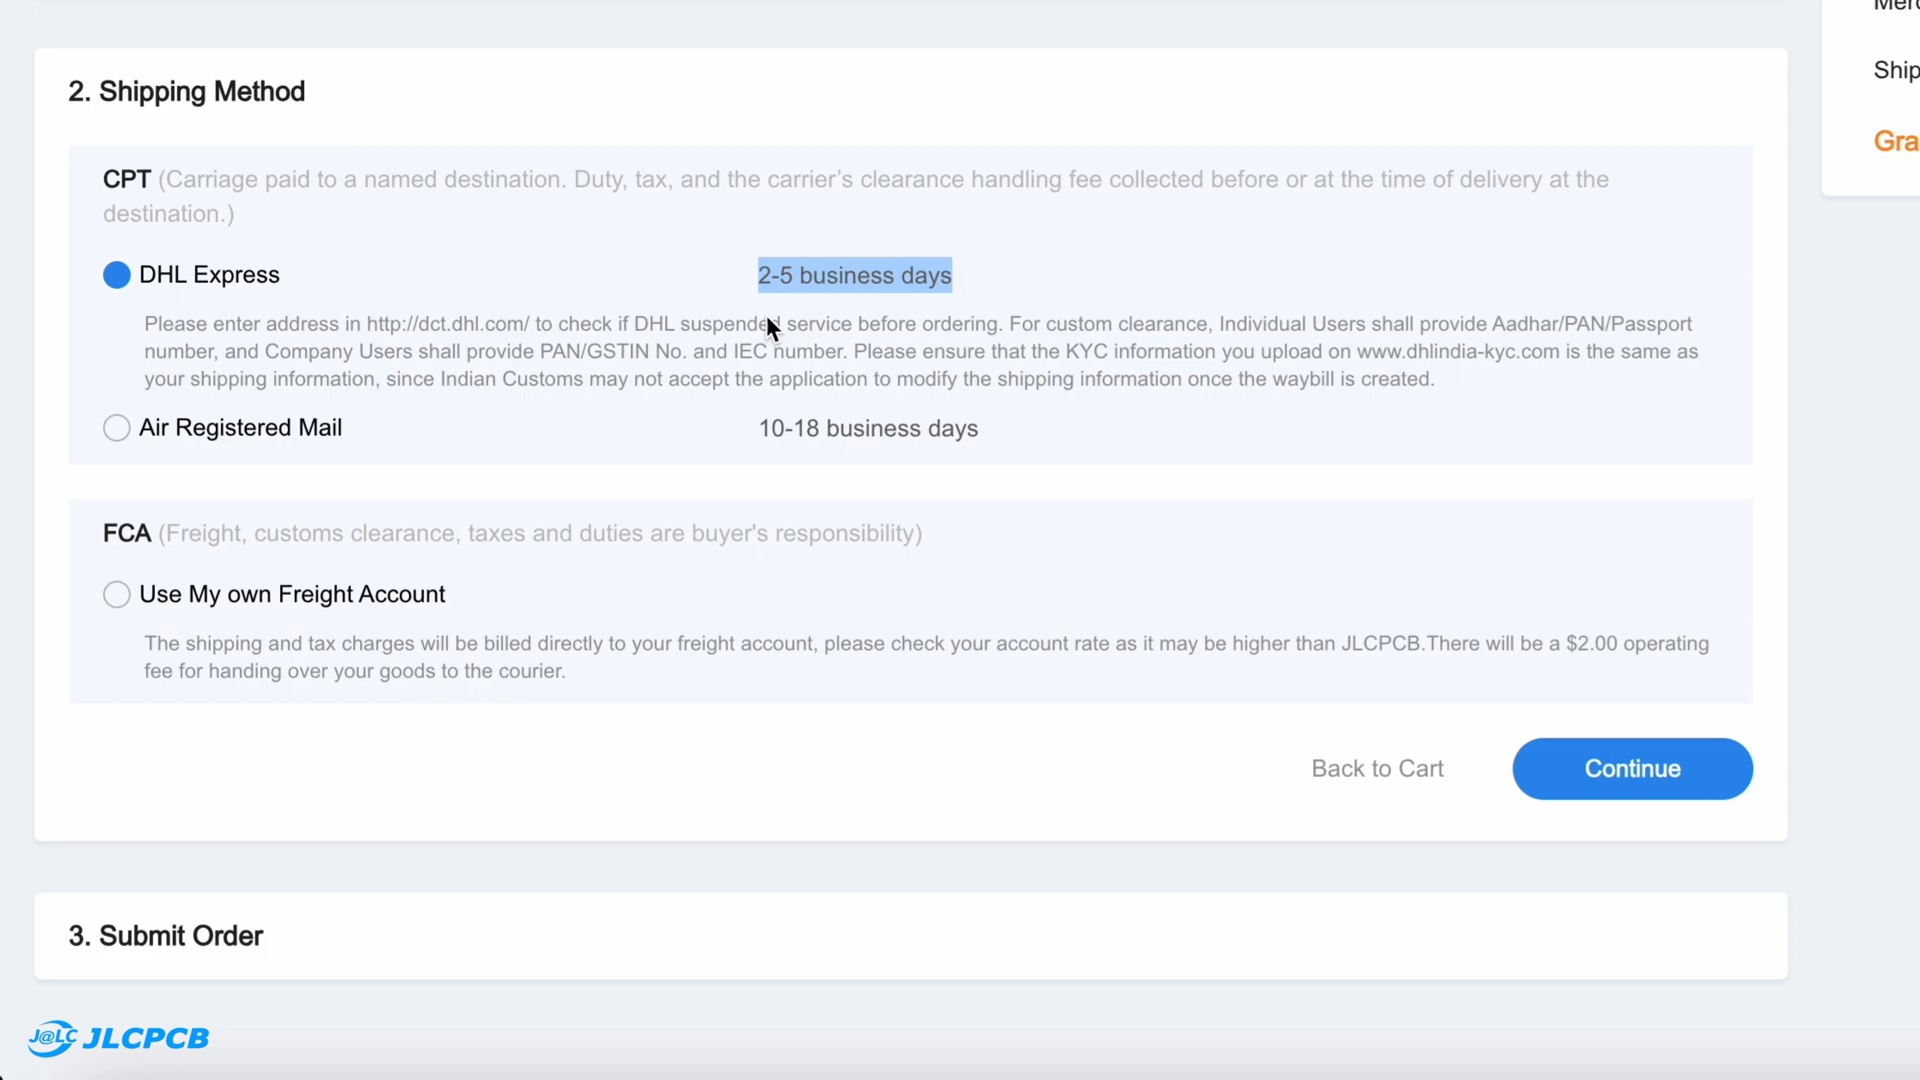 Ship
Gra
2. Shipping Method
CPT (Carriage paid to a named destination. Duty, tax, and the carrier’s clearance handling fee collected before or at the time of delivery at the
destination.)
DHL Express 2-5 business days
Please enter address in http://dct.dhl.com/ to check if DHL suspended service before ordering. For custom clearance, Individual Users shall provide Aadhar/PAN/Passport
number, and Company Users shall provide PAN/GSTIN No. and IEC number. Please ensure that the KYC information you upload on www.dhlindia-kyc.com is the same as
your shipping information, since Indian Customs may not accept the application to modify the shipping information once the waybill is created.
Air Registered Mail 10-18 business days
FCA (Freight, customs clearance, taxes and duties are buyer's responsibility)
Use My own Freight Account
The shipping and tax charges will be billed directly to your freight account, please check your account rate as it may be higher than JLCPCB.There will be a $2.00 operating
fee for handing over your goods to the courier.
Back to Cart Continue
3. Submit Order
J@LC JLCPCB